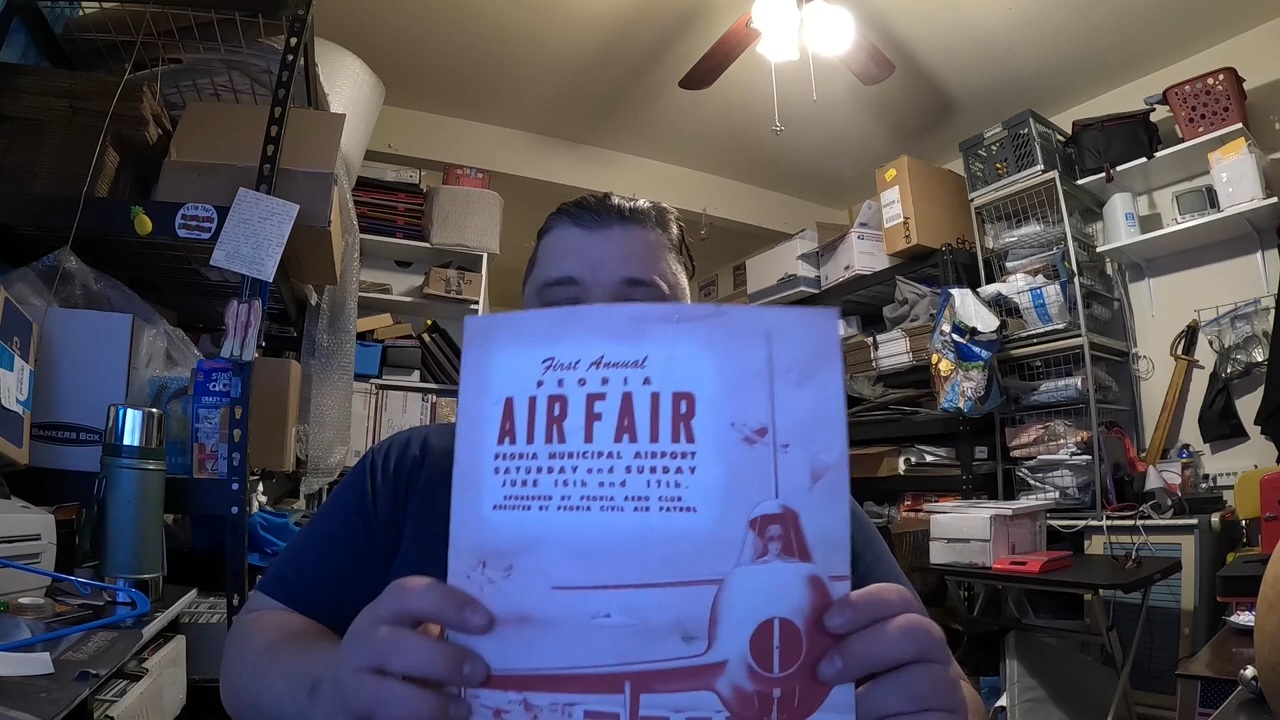 First Annual
PEORIA
AIR FAIR
PEORIA MUNICIPAL AIRPORT
SATURDAY and SUNDAY
JUNE 16th and 17th.
SPONSORED BY PEORIA AERO CLUB.
ASSISTED BY PEORIA CIVIL AIR PATROL
BANKERS BOX
ebay